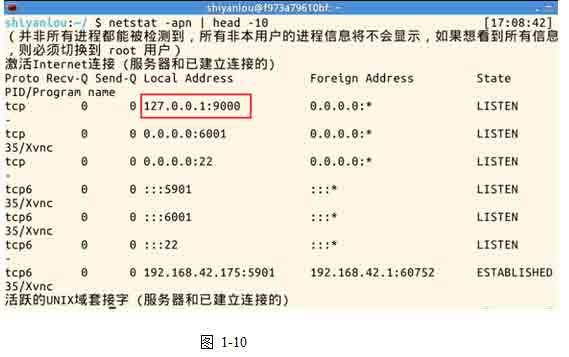 shiyanlou@f973a79610bf: ~
shiyanlou:~/ $ netstat -apn | head -10 [17:08:42]
（并非所有进程都能被检测到，所有非本用户的进程信息将不会显示，如果想看到所有信息
，则必须切换到 root 用户）
激活Internet连接 (服务器和已建立连接的)
Proto Recv-Q Send-Q Local Address Foreign Address State
PID/Program name
tcp 0 0 127.0.0.1:9000 0.0.0.0:* LISTEN
-
tcp 0 0 0.0.0.0:6001 0.0.0.0:* LISTEN
35/Xvnc
tcp 0 0 0.0.0.0:22 0.0.0.0:* LISTEN
-
tcp6 0 0 :::5901 :::* LISTEN
35/Xvnc
tcp6 0 0 :::6001 :::* LISTEN
35/Xvnc
tcp6 0 0 :::22 :::* LISTEN
-
tcp6 0 0 192.168.42.175:5901 192.168.42.1:60752 ESTABLISHED
35/Xvnc
活跃的UNIX域套接字 (服务器和已建立连接的)
图 1-10